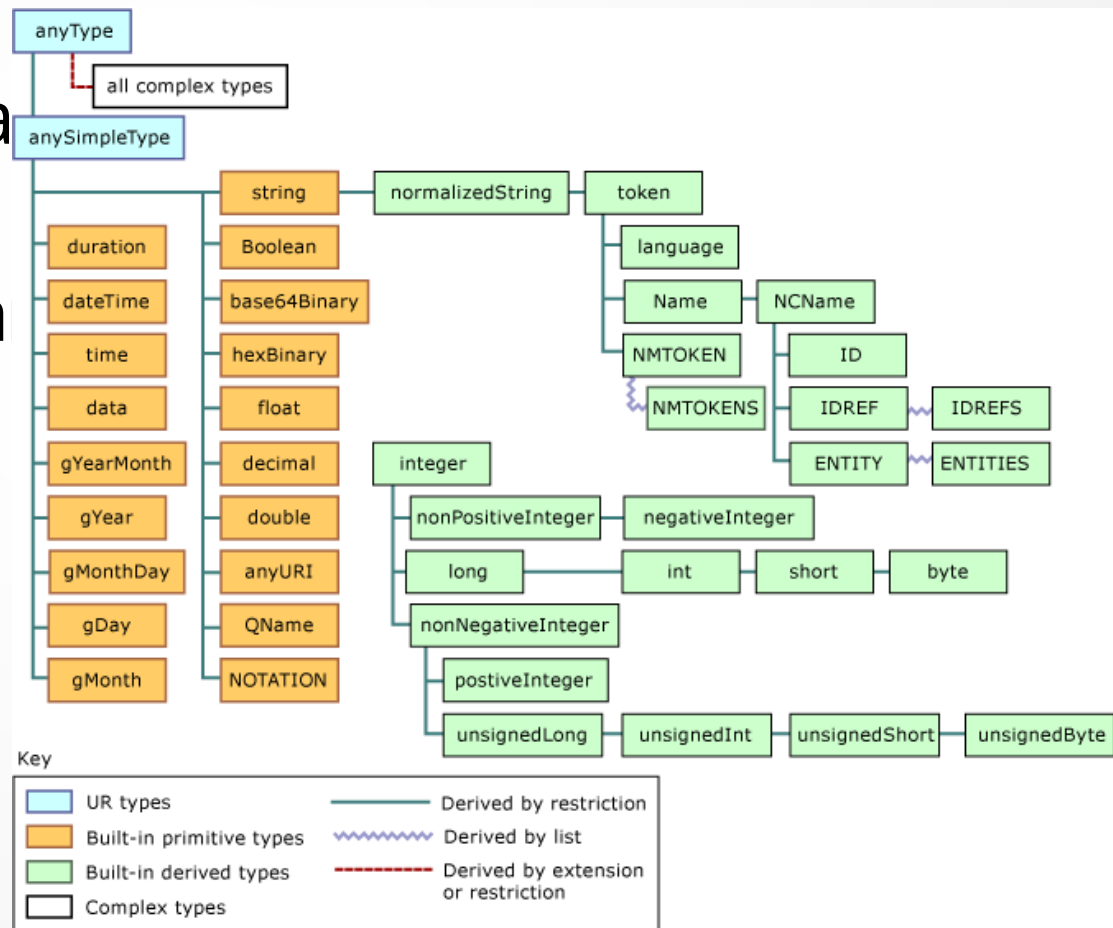 anyType
all complex types
a
anySimpleType
string normalizedString token
duration Boolean language
dateTime base64Binary Name NCName
n
time hexBinary NMTOKEN ID
data float NMTOKENS IDREF IDREFS
gYearMonth decimal integer ENTITY ENTITIES
gYear double nonPositiveInteger negativeInteger
gMonthDay anyURI long int short byte
gDay QName nonNegativeInteger
gMonth NOTATION postiveInteger
unsignedLong unsignedInt unsignedShort unsignedByte
Key
UR types Derived by restriction
Built-in primitive types Derived by list
Built-in derived types Derived by extension
or restriction
Complex types